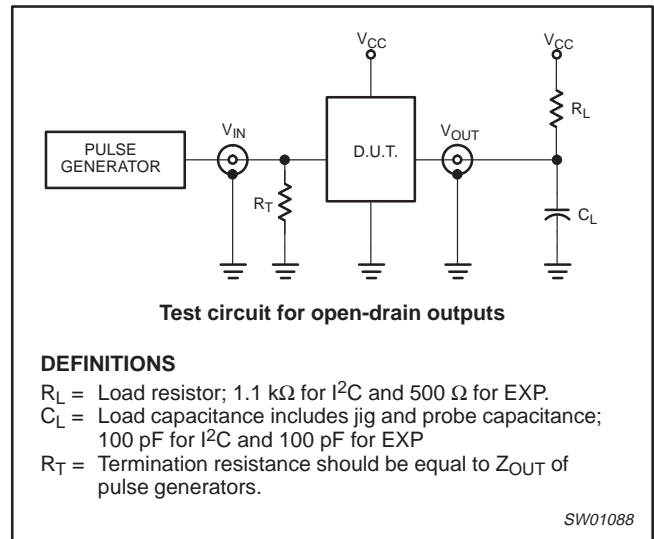 VCC
VCC
RL
VIN
VOUT
PULSE
GENERATOR
D.U.T.
RT
CL
Test circuit for open-drain outputs
DEFINITIONS
RL = Load resistor; 1.1 kΩ for I²C and 500 Ω for EXP.
CL = Load capacitance includes jig and probe capacitance;
100 pF for I²C and 100 pF for EXP
RT = Termination resistance should be equal to ZOUT of
pulse generators.
SW01088